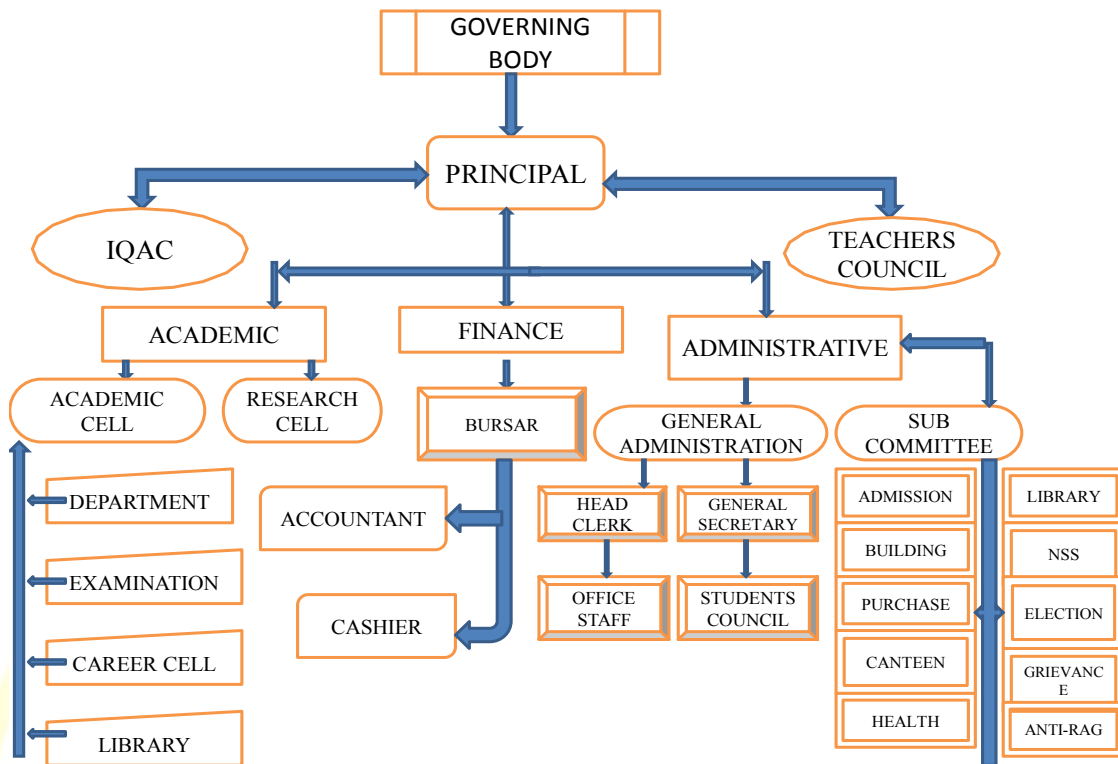 GOVERNING
BODY
PRINCIPAL
IQAC
TEACHERS
COUNCIL
ACADEMIC
FINANCE
ADMINISTRATIVE
ACADEMIC
CELL
RESEARCH
CELL
BURSAR
GENERAL
ADMINISTRATION
SUB
COMMITTEE
DEPARTMENT
EXAMINATION
CAREER CELL
LIBRARY
ACCOUNTANT
CASHIER
HEAD
CLERK
GENERAL
SECRETARY
OFFICE
STAFF
STUDENTS
COUNCIL
ADMISSION
BUILDING
PURCHASE
CANTEEN
HEALTH
LIBRARY
NSS
ELECTION
GRIEVANC
E
ANTI-RAG